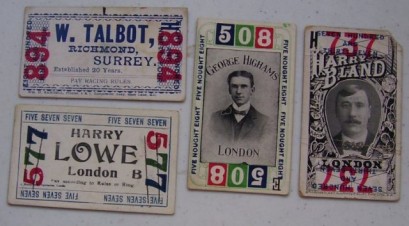 894
W. TALBOT,
RICHMOND,
SURREY.
Established 20 Years.
PAY RACING RULES
894
FIVE SEVEN SEVEN
577
HARRY
LOWE
London B
577
FIVE SEVEN SEVEN
508
GEORGE HIGHAMS
FIVE NOUGHT EIGHT
FIVE NOUGHT EIGHT
LONDON
508
737
HARRY
BLAND
LONDON
737